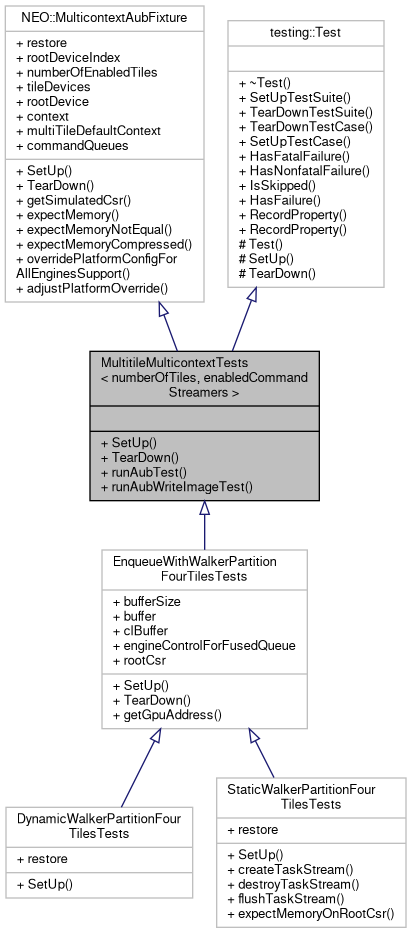 NEO::MulticontextAubFixture
+ restore
+ rootDeviceIndex
+ numberOfEnabledTiles
+ tileDevices
+ rootDevice
+ context
+ multiTileDefaultContext
+ commandQueues
+ SetUp()
+ TearDown()
+ getSimulatedCsr()
+ expectMemory()
+ expectMemoryNotEqual()
+ expectMemoryCompressed()
+ overridePlatformConfigFor
AllEnginesSupport()
+ adjustPlatformOverride()
testing::Test
+ ~Test()
+ SetUpTestSuite()
+ TearDownTestSuite()
+ TearDownTestCase()
+ SetUpTestCase()
+ HasFatalFailure()
+ HasNonfatalFailure()
+ IsSkipped()
+ HasFailure()
+ RecordProperty()
+ RecordProperty()
# Test()
# SetUp()
# TearDown()
MultitileMulticontextTests
< numberOfTiles, enabledCommand
Streamers >
+ SetUp()
+ TearDown()
+ runAubTest()
+ runAubWriteImageTest()
EnqueueWithWalkerPartition
FourTilesTests
+ bufferSize
+ buffer
+ clBuffer
+ engineControlForFusedQueue
+ rootCsr
+ SetUp()
+ TearDown()
+ getGpuAddress()
DynamicWalkerPartitionFour
TilesTests
+ restore
+ SetUp()
StaticWalkerPartitionFour
TilesTests
+ restore
+ SetUp()
+ createTaskStream()
+ destroyTaskStream()
+ flushTaskStream()
+ expectMemoryOnRootCsr()